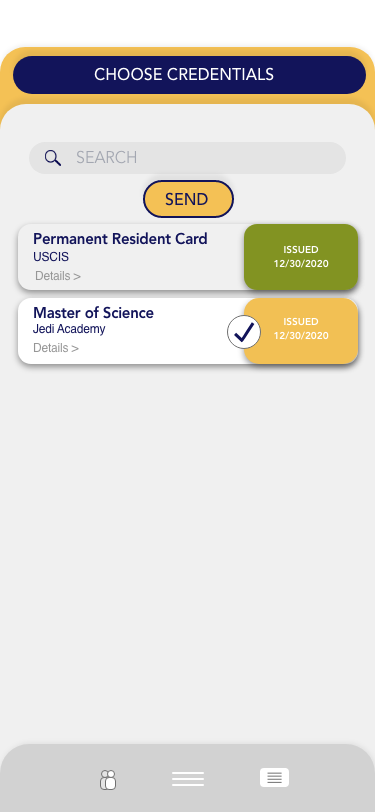 CHOOSE CREDENTIALS
SEARCH
SEND
Permanent Resident Card
USCIS
Details >
ISSUED
12/30/2020
Master of Science
Jedi Academy
Details >
ISSUED
12/30/2020